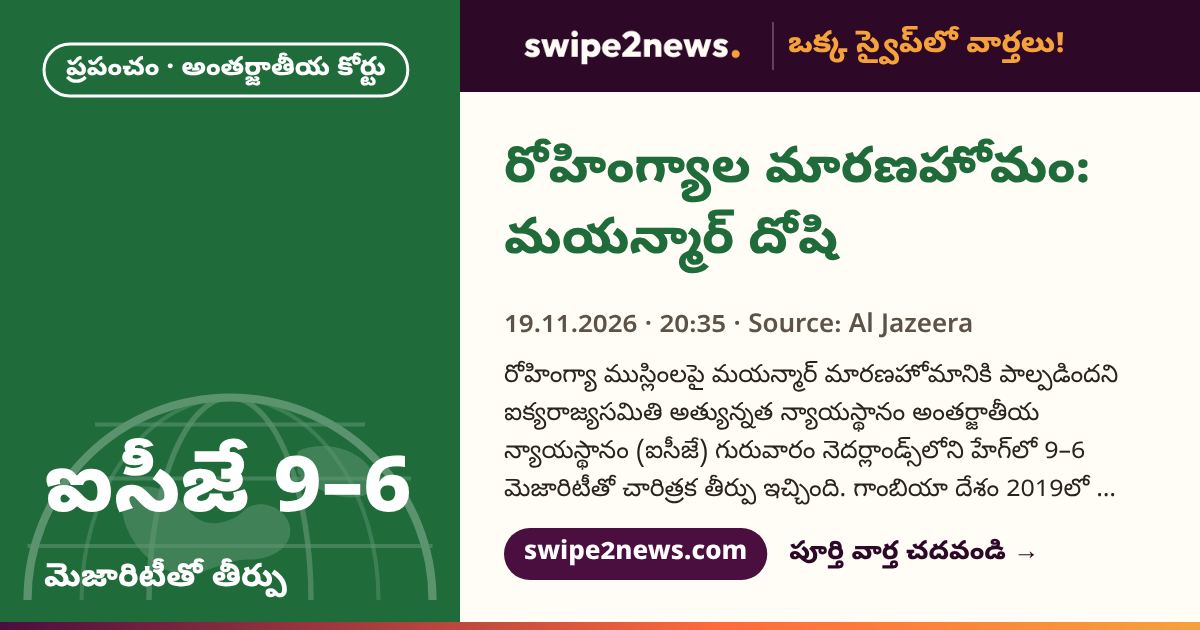 ప్రపంచం · అంతర్జాతీయ కోర్టు
ఐసీజే 9–6
మెజారిటీతో తీర్పు
swipe2news.
ఒక్క స్వైప్‌లో వార్తలు!
రోహింగ్యాల మారణహోమం:
మయన్మార్ దోషి
19.11.2026 · 20:35 · Source: Al Jazeera
రోహింగ్యా ముస్లింలపై మయన్మార్ మారణహోమానికి పాల్పడిందని
ఐక్యరాజ్యసమితి అత్యున్నత న్యాయస్థానం అంతర్జాతీయ
న్యాయస్థానం (ఐసీజే) గురువారం నెదర్లాండ్స్‌లోని హేగ్‌లో 9–6
మెజారిటీతో చారిత్రక తీర్పు ఇచ్చింది. గాంబియా దేశం 2019లో ...
swipe2news.com
పూర్తి వార్త చదవండి →